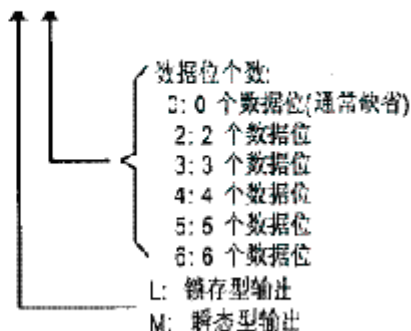 数据位个数:
0: 0 个数据位(通常缺省)
2: 2 个数据位
3: 3 个数据位
4: 4 个数据位
5: 5 个数据位
6: 6 个数据位
L: 锁存型输出
M: 瞬态型输出